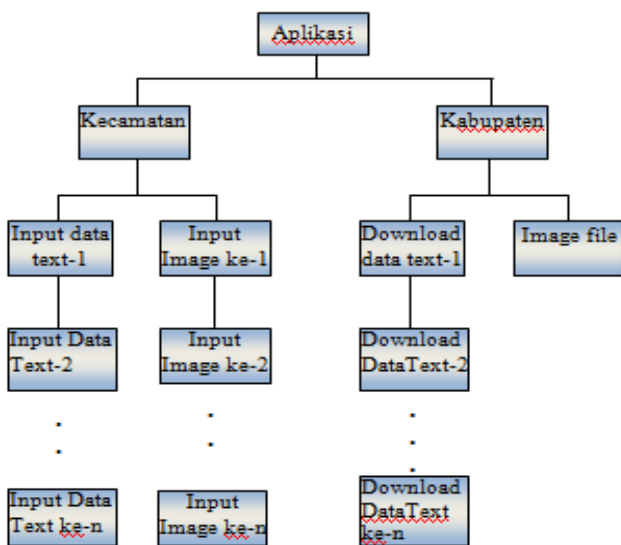 Aplikasi
Kecamatan
Kabupaten
Input data
text-1
Input
Image ke-1
Download
data text-1
Image file
Input Data
Text-2
Input
Image ke-2
Download
DataText-2
Input Data
Text ke-n
Input
Image ke-n
Download
DataText
ke-n